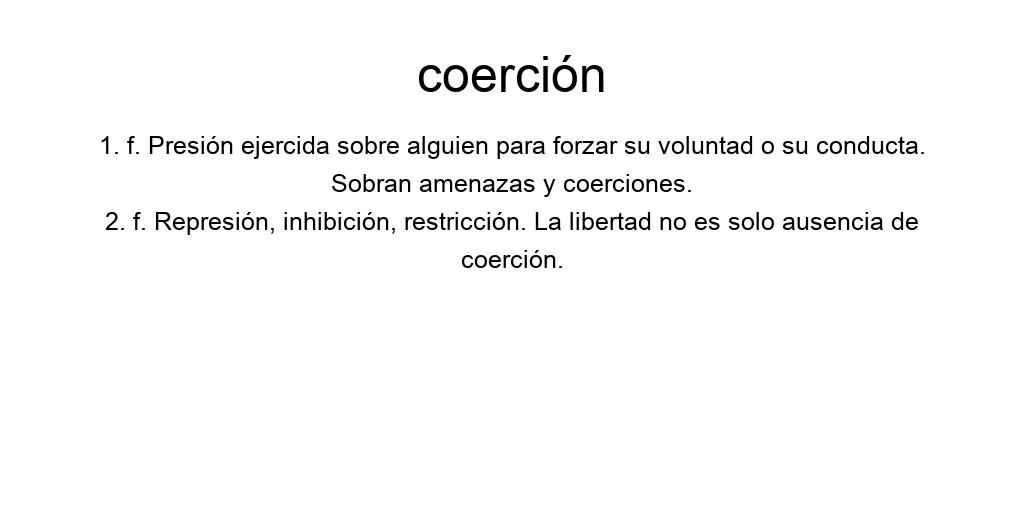 coerción
1. f. Presión ejercida sobre alguien para forzar su voluntad o su conducta.
Sobran amenazas y coerciones.
2. f. Represión, inhibición, restricción. La libertad no es solo ausencia de
coerción.